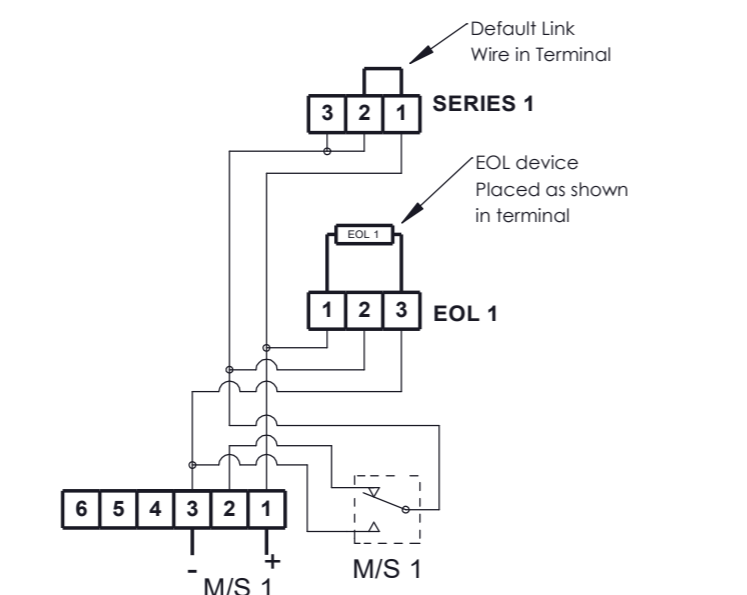 Default Link
Wire in Terminal
3 2 1 SERIES 1
EOL device
Placed as shown
in terminal
EOL 1
1 2 3 EOL 1
6 5 4 3 2 1
- +
M/S 1
M/S 1